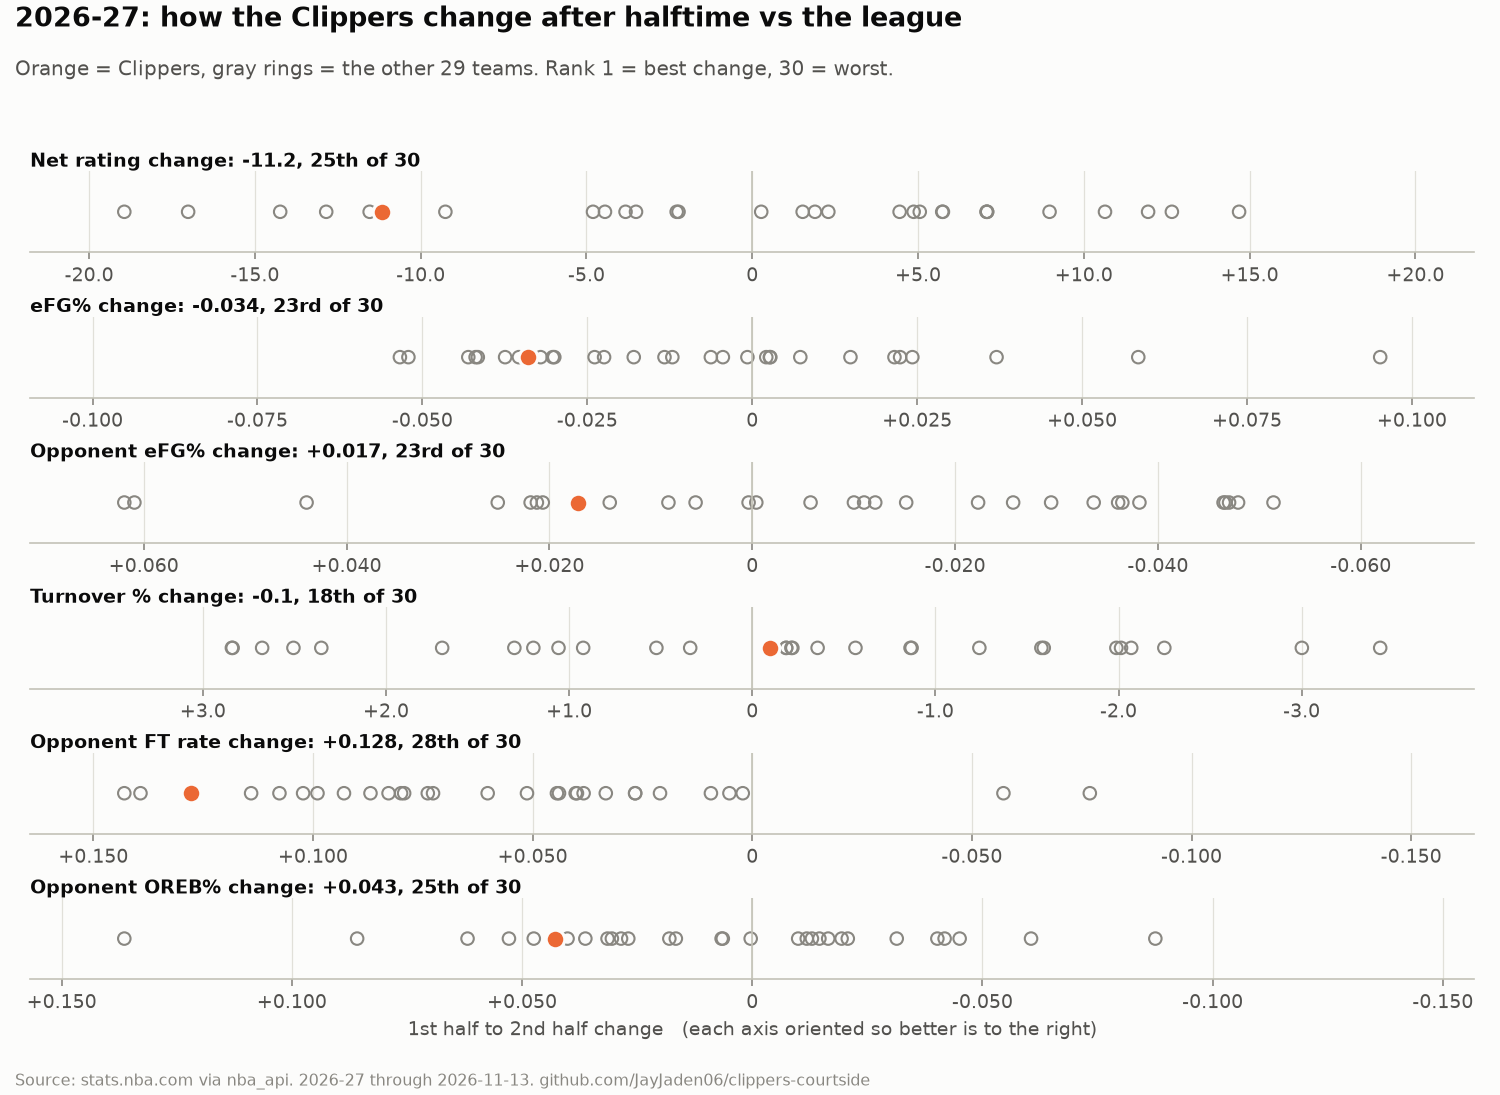 2026-27: how the Clippers change after halftime vs the league
Orange = Clippers, gray rings = the other 29 teams. Rank 1 = best change, 30 = worst.
Net rating change: -11.2, 25th of 30
-20.0 -15.0 -10.0 -5.0 0 +5.0 +10.0 +15.0 +20.0
eFG% change: -0.034, 23rd of 30
-0.100 -0.075 -0.050 -0.025 0 +0.025 +0.050 +0.075 +0.100
Opponent eFG% change: +0.017, 23rd of 30
+0.060 +0.040 +0.020 0 -0.020 -0.040 -0.060
Turnover % change: -0.1, 18th of 30
+3.0 +2.0 +1.0 0 -1.0 -2.0 -3.0
Opponent FT rate change: +0.128, 28th of 30
+0.150 +0.100 +0.050 0 -0.050 -0.100 -0.150
Opponent OREB% change: +0.043, 25th of 30
+0.150 +0.100 +0.050 0 -0.050 -0.100 -0.150
1st half to 2nd half change (each axis oriented so better is to the right)
Source: stats.nba.com via nba_api. 2026-27 through 2026-11-13. github.com/JayJaden06/clippers-courtside